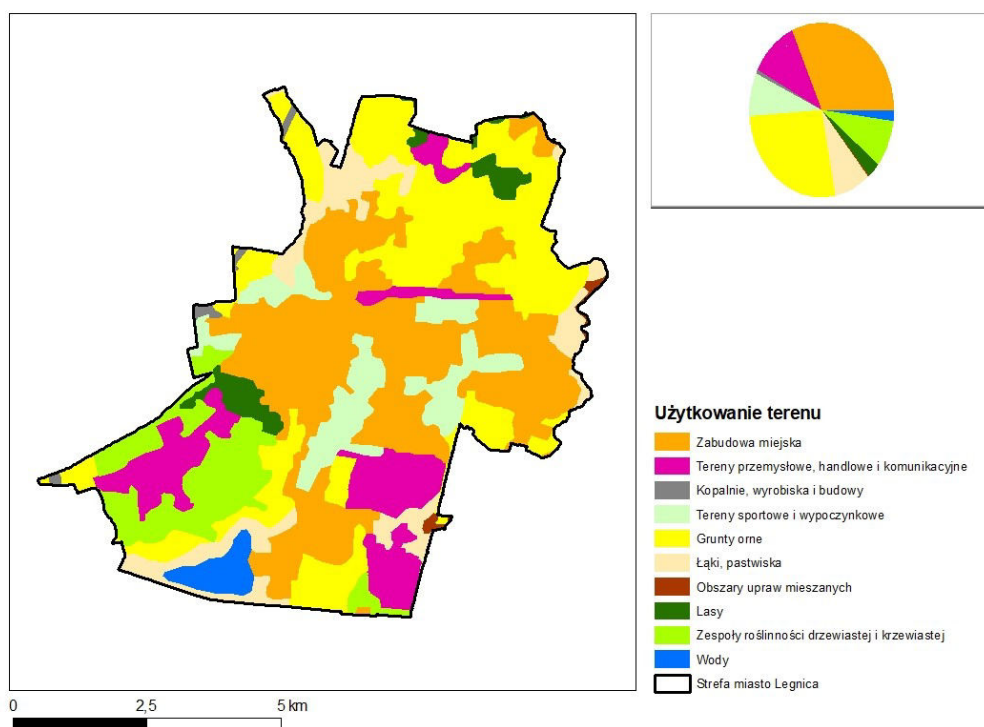 Użytkowanie terenu
Zabudowa miejska
Tereny przemysłowe, handlowe i komunikacyjne
Kopalnie, wyrobiska i budowy
Tereny sportowe i wypoczynkowe
Grunty orne
Łąki, pastwiska
Obszary upraw mieszanych
Lasy
Zespoły roślinności drzewiastej i krzewiastej
Wody
Strefa miasto Legnica
0 2,5 5 km